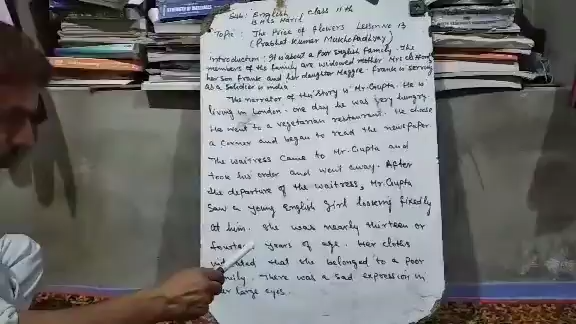 Sub: English Class 11th
B.H.S Haril
Topic: The Price of Flowers Lesson No 13
(Prabhat Kumar Mukhopadhyay)
Introduction: It is about a Poor English family. The
members of the family are widowed mother Mrs clifford,
her son Frank and her daughter Maggie. Frank is serving
as a Soldier in India
The narrator of the story is Mr. Gupta. He is
living in London. One day he was very hungry.
He went to a vegetarian restaurant. He chose
a corner and began to read the newspaper
The waitress came to Mr. Gupta and
took his order and went away. After
the departure of the waitress, Mr. Gupta
saw a young English girl looking fixedly
at him. She was nearly thirteen or
years of age. Her clothes
that she belonged to a poor
family. There was a sad expression in
her large eyes.